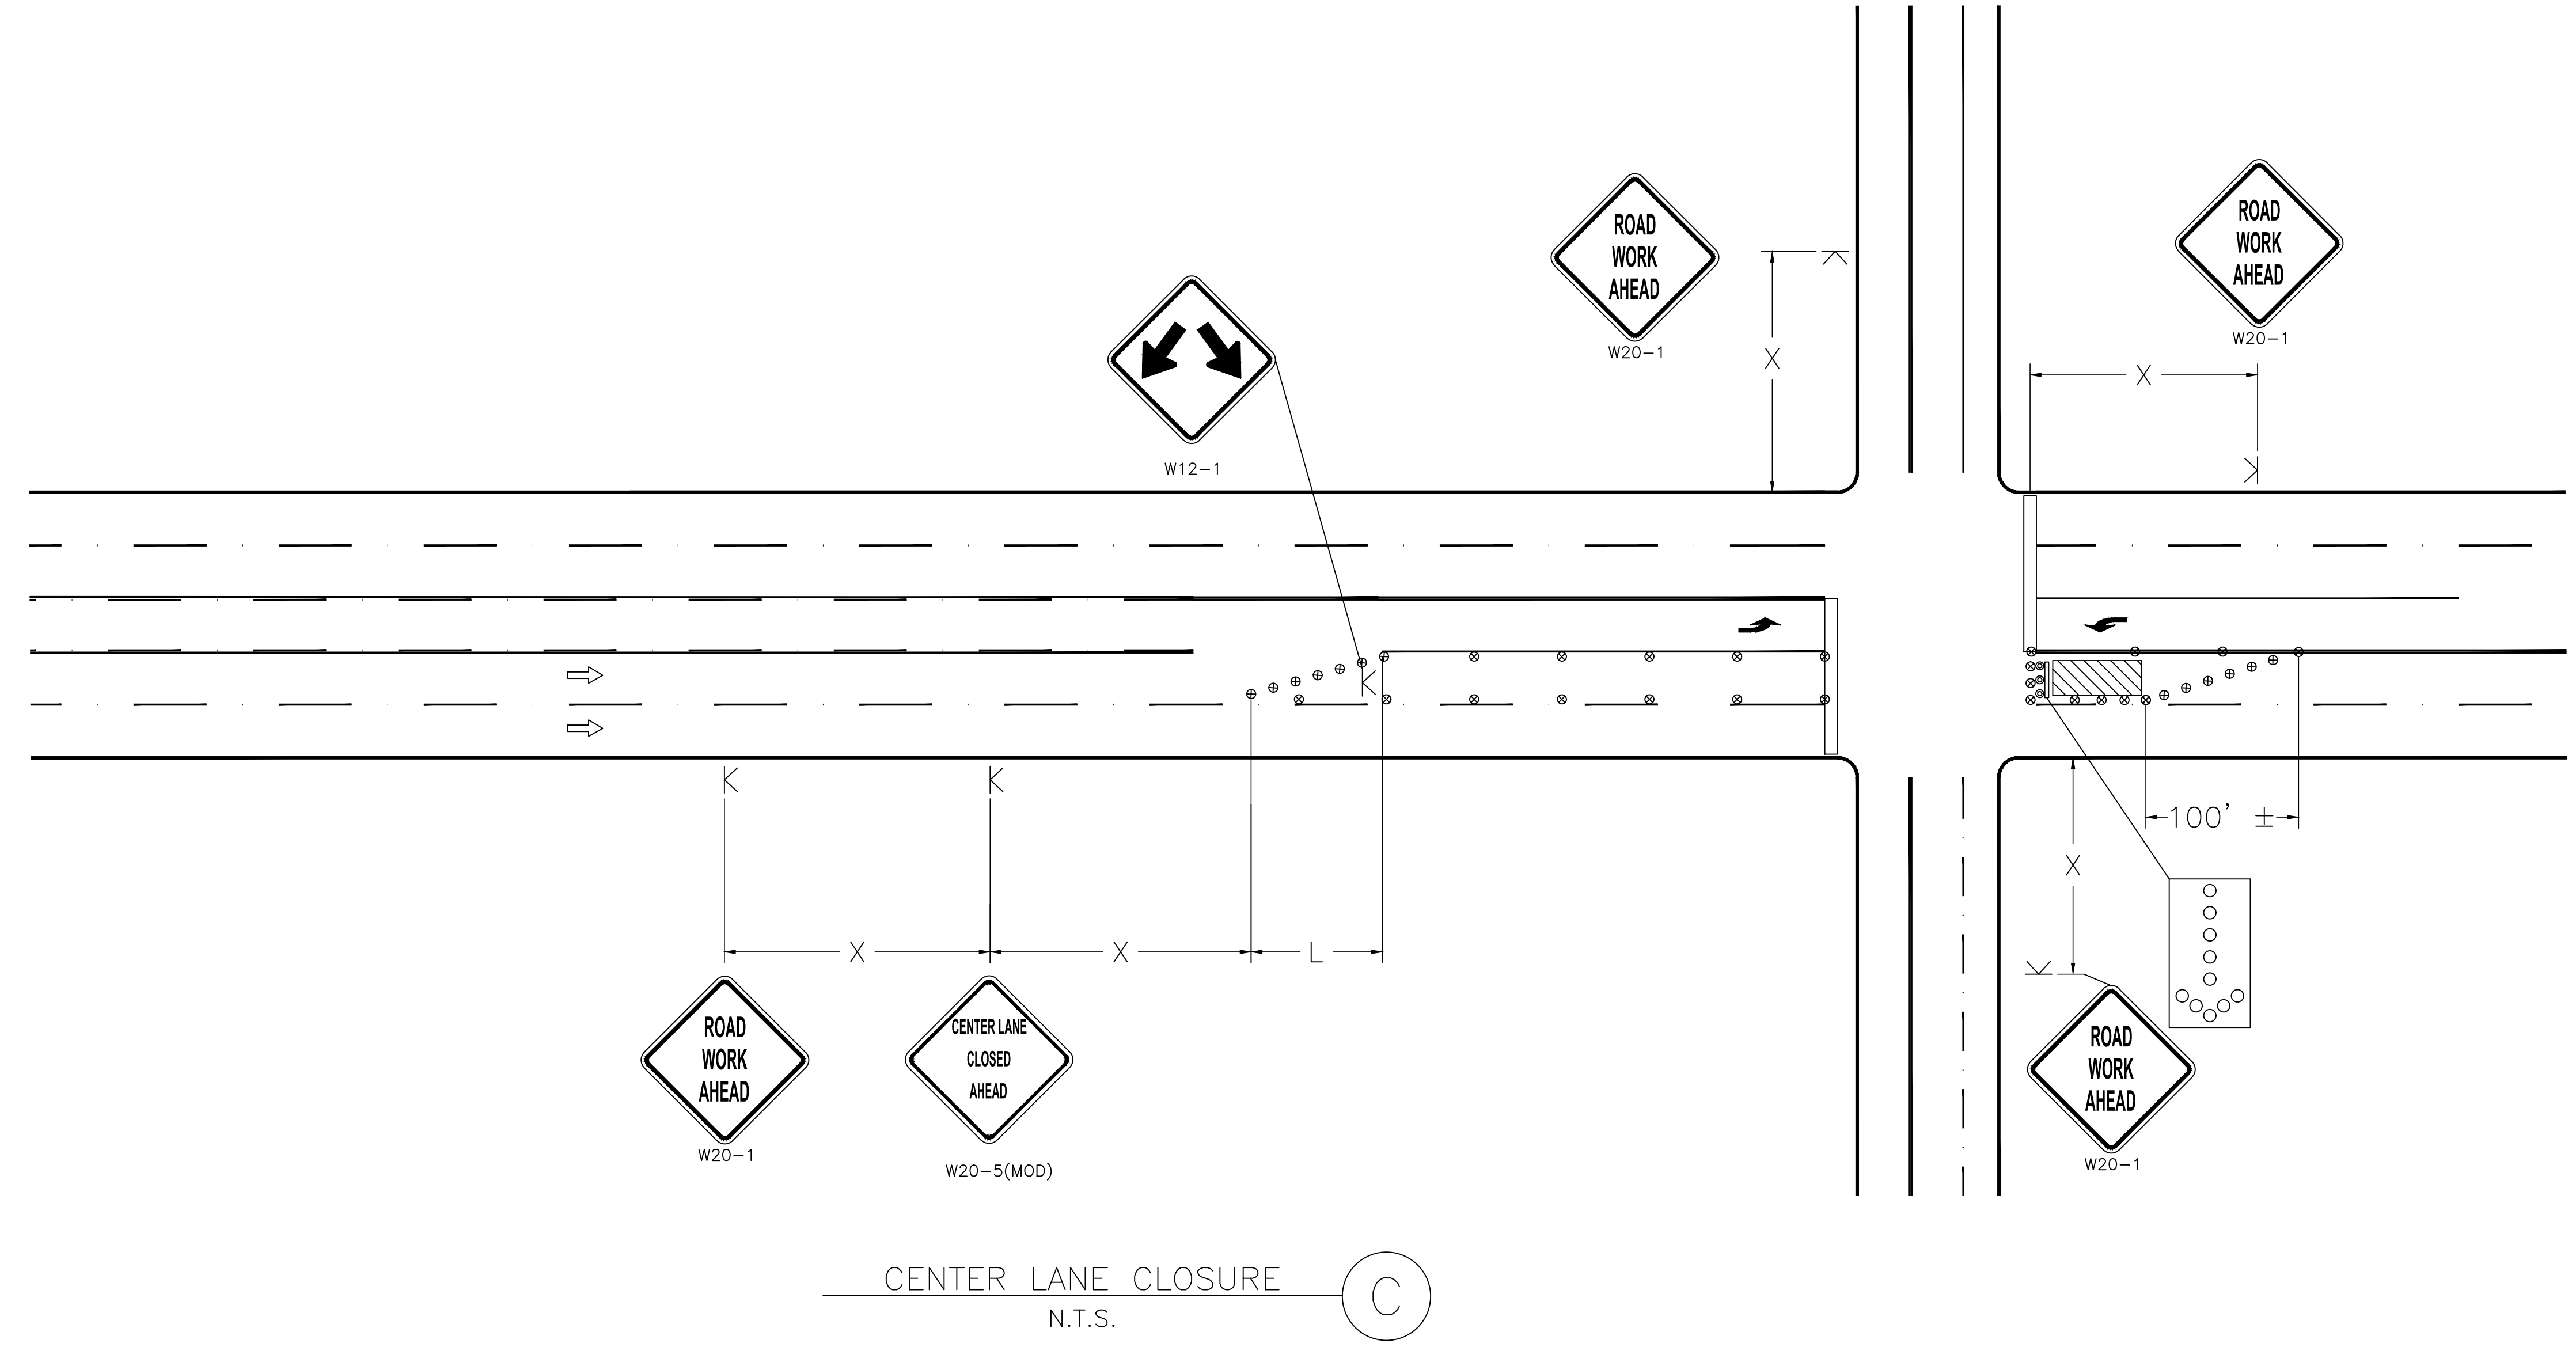 ROAD
WORK
AHEAD
W20-1
ROAD
WORK
AHEAD
W20-1
W12-1
X
X
100' ±
X
X
X
L
ROAD
WORK
AHEAD
W20-1
CENTER LANE
CLOSED
AHEAD
W20-5(MOD)
ROAD
WORK
AHEAD
W20-1
CENTER LANE CLOSURE
C
N.T.S.